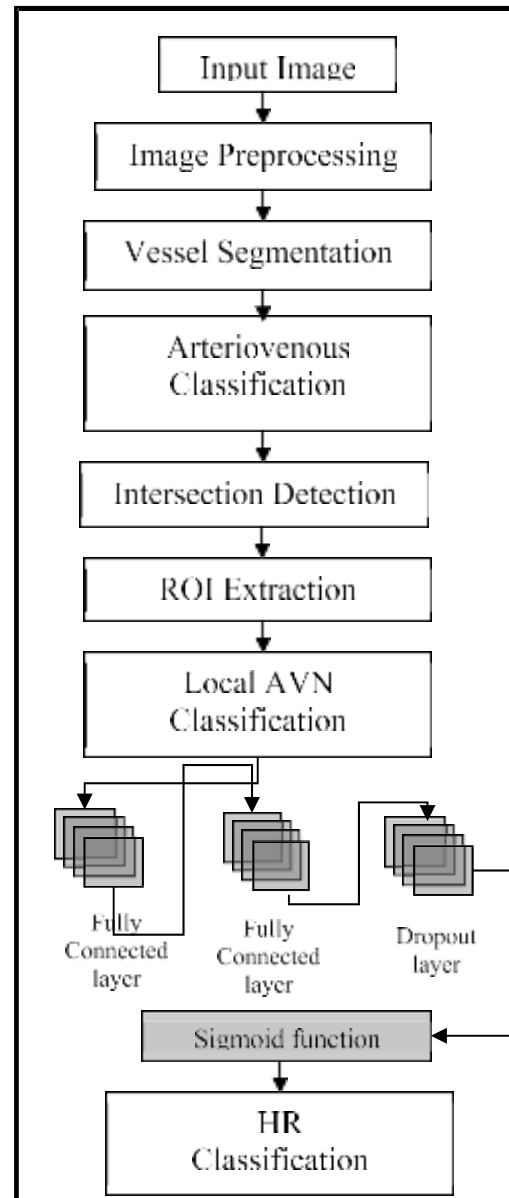 Input Image
Image Preprocessing
Vessel Segmentation
Arteriovenous
Classification
Intersection Detection
ROI Extraction
Local AVN
Classification
Fully
Connected
layer
Fully
Connected
layer
Dropout
layer
Sigmoid function
HR
Classification